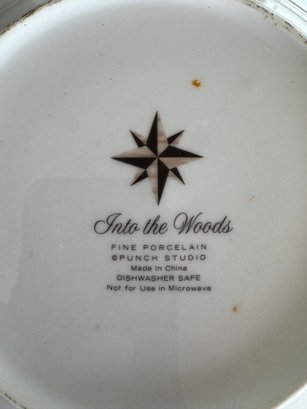 Into the Woods
FINE PORCELAIN
©PUNCH STUDIO
Made In China
DISHWASHER SAFE
Not for Use in Microwave